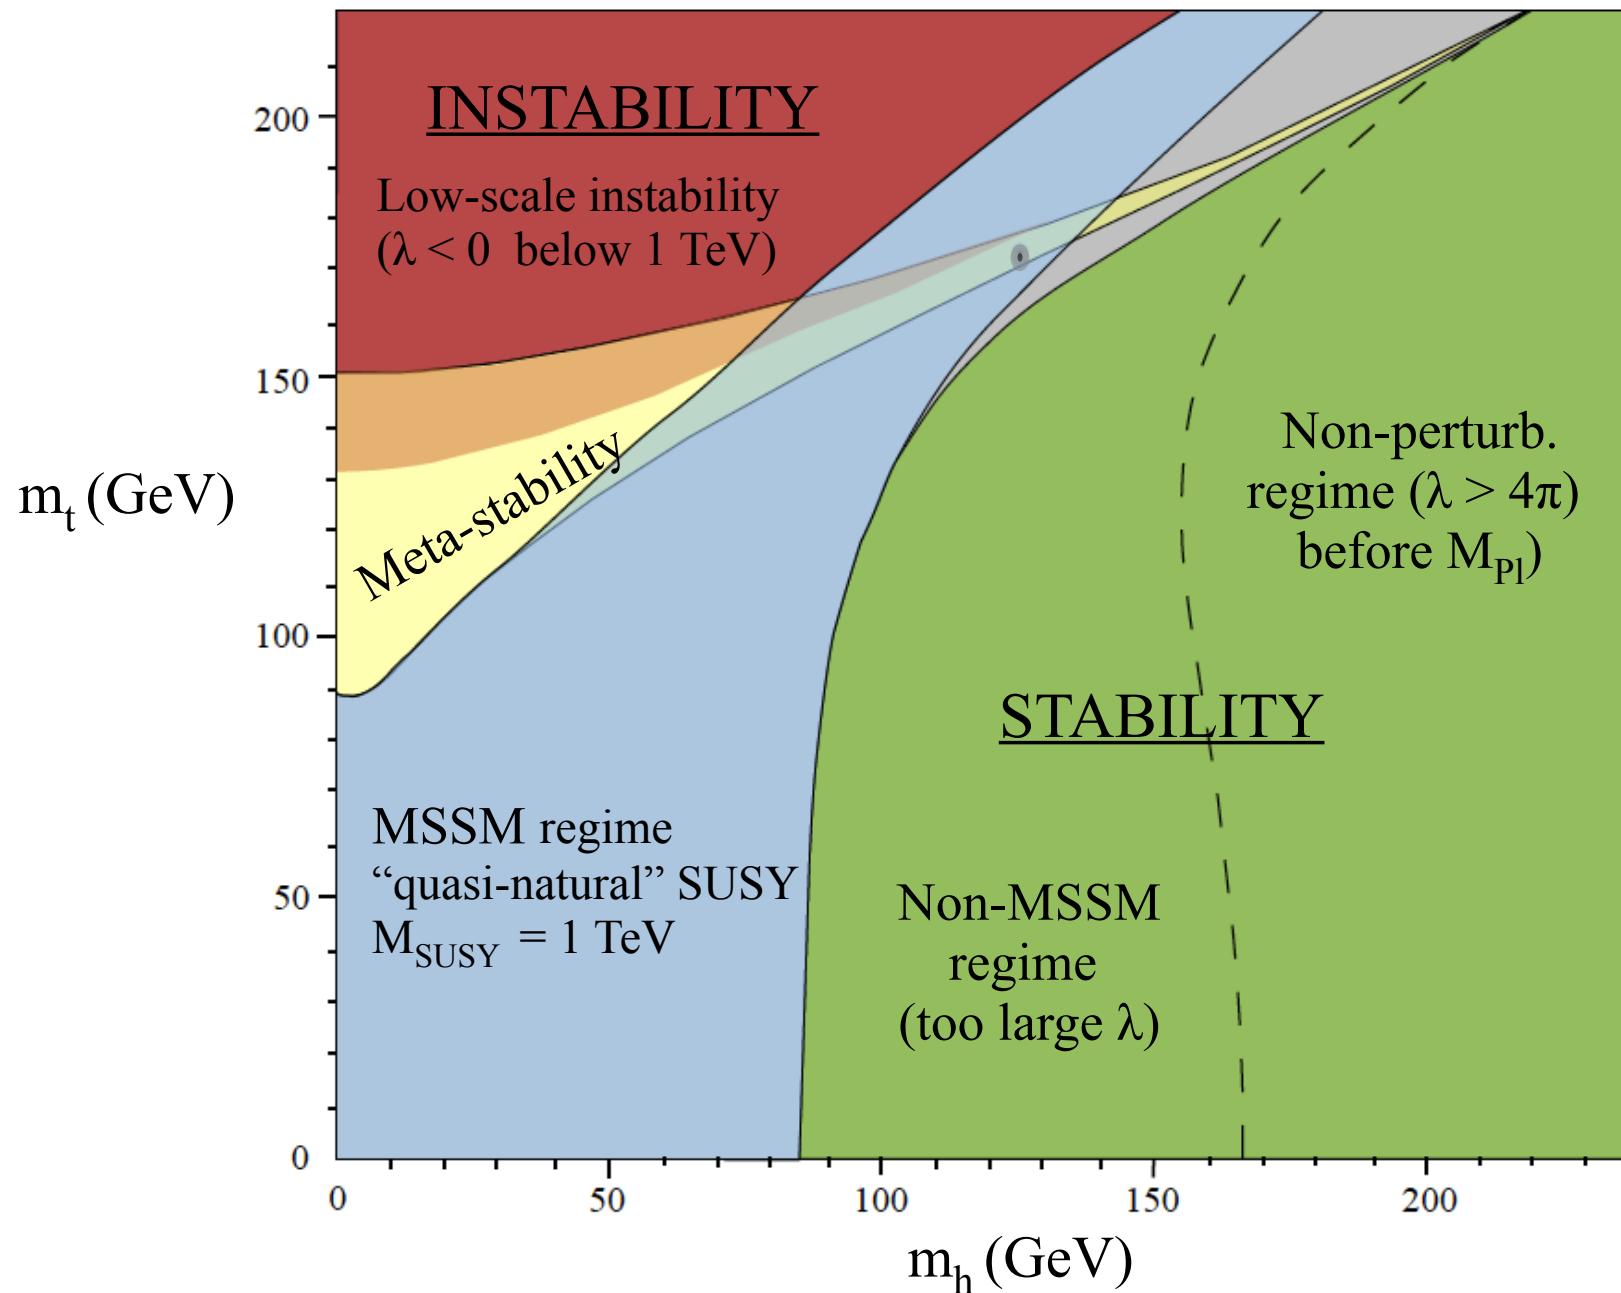 200
150
100
50
0
0
50
100
150
200
m_t (GeV)
m_h (GeV)
INSTABILITY
Low-scale instability
(λ < 0 below 1 TeV)
Meta-stability
Non-perturb.
regime (λ > 4π)
before M_Pl)
STABILITY
MSSM regime
“quasi-natural” SUSY
M_SUSY = 1 TeV
Non-MSSM
regime
(too large λ)